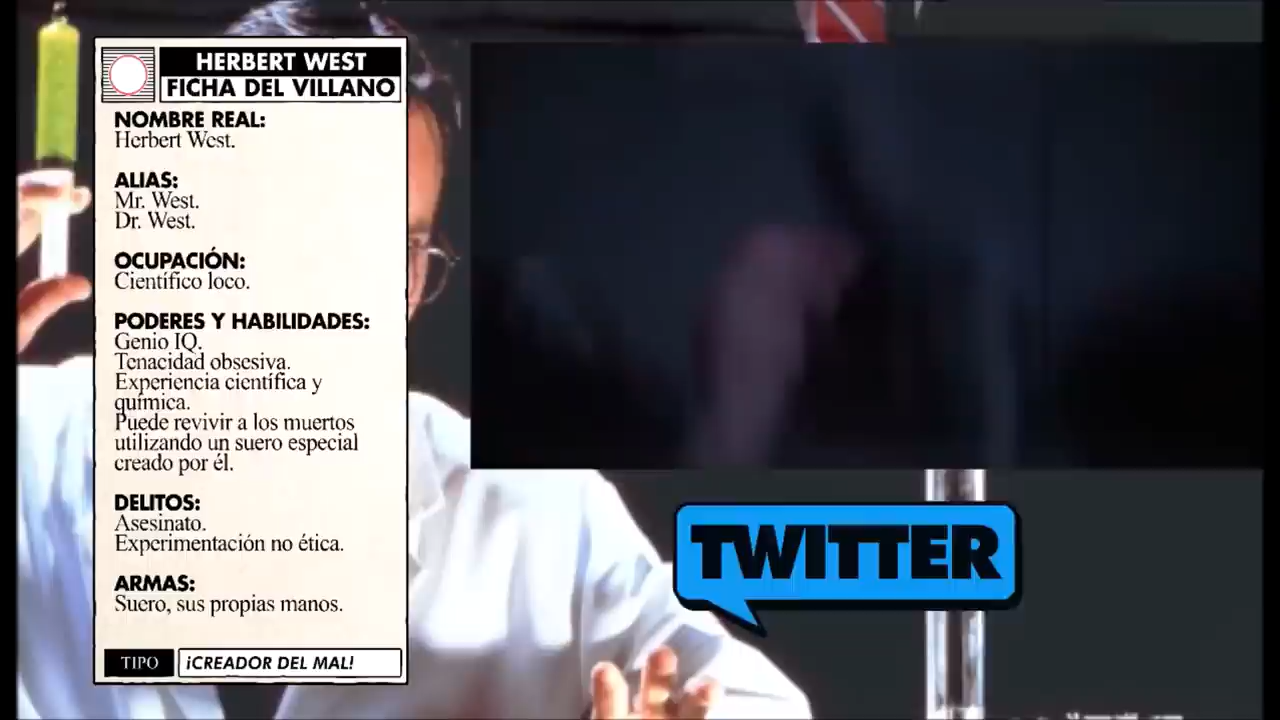 HERBERT WEST
FICHA DEL VILLANO
NOMBRE REAL:
Herbert West.
ALIAS:
Mr. West.
Dr. West.
OCUPACIÓN:
Científico loco.
PODERES Y HABILIDADES:
Genio IQ.
Tenacidad obsesiva.
Experiencia científica y
química.
Puede revivir a los muertos
utilizando un suero especial
creado por él.
DELITOS:
Asesinato.
Experimentación no ética.
ARMAS:
Suero, sus propias manos.
TIPO
¡CREADOR DEL MAL!
TWITTER